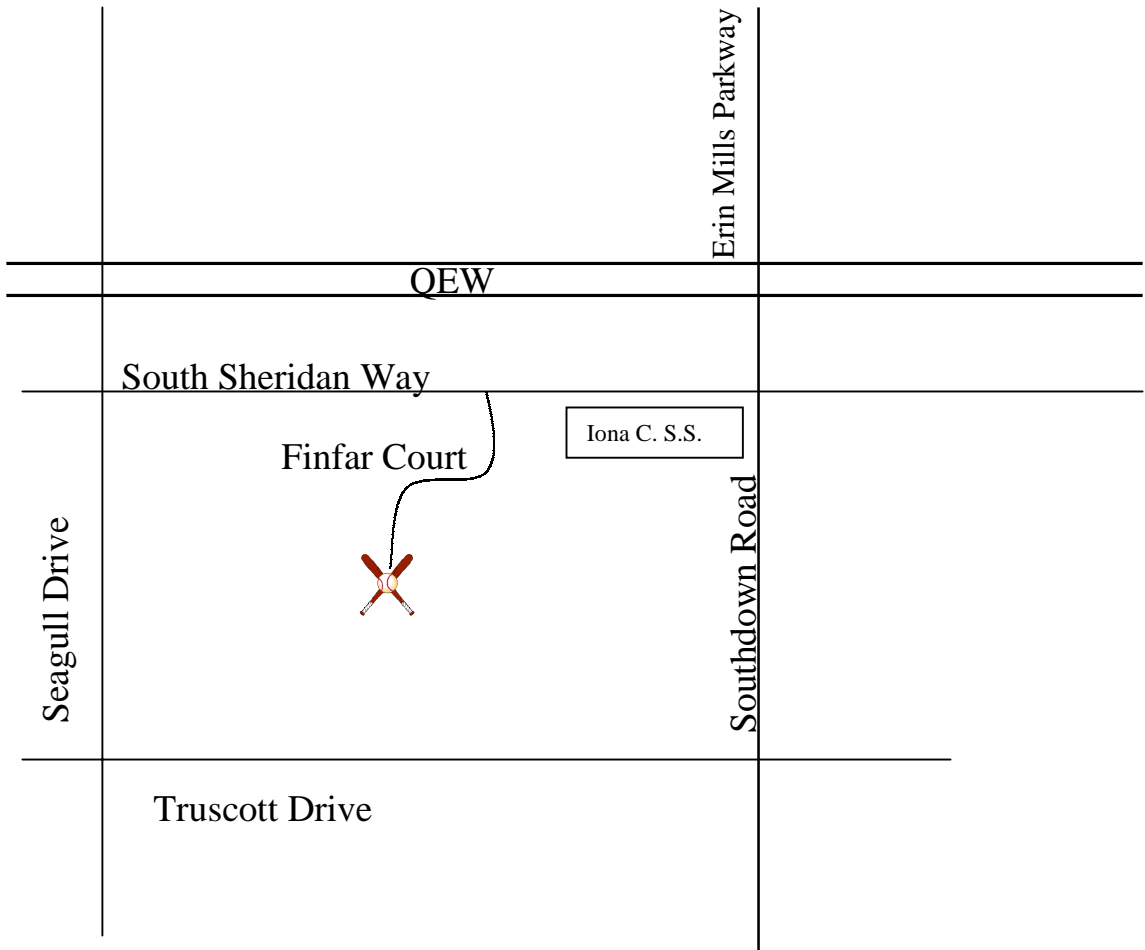 Erin Mills Parkway
QEW
South Sheridan Way
Iona C. S.S.
Finfar Court
Seagull Drive
Southdown Road
Truscott Drive